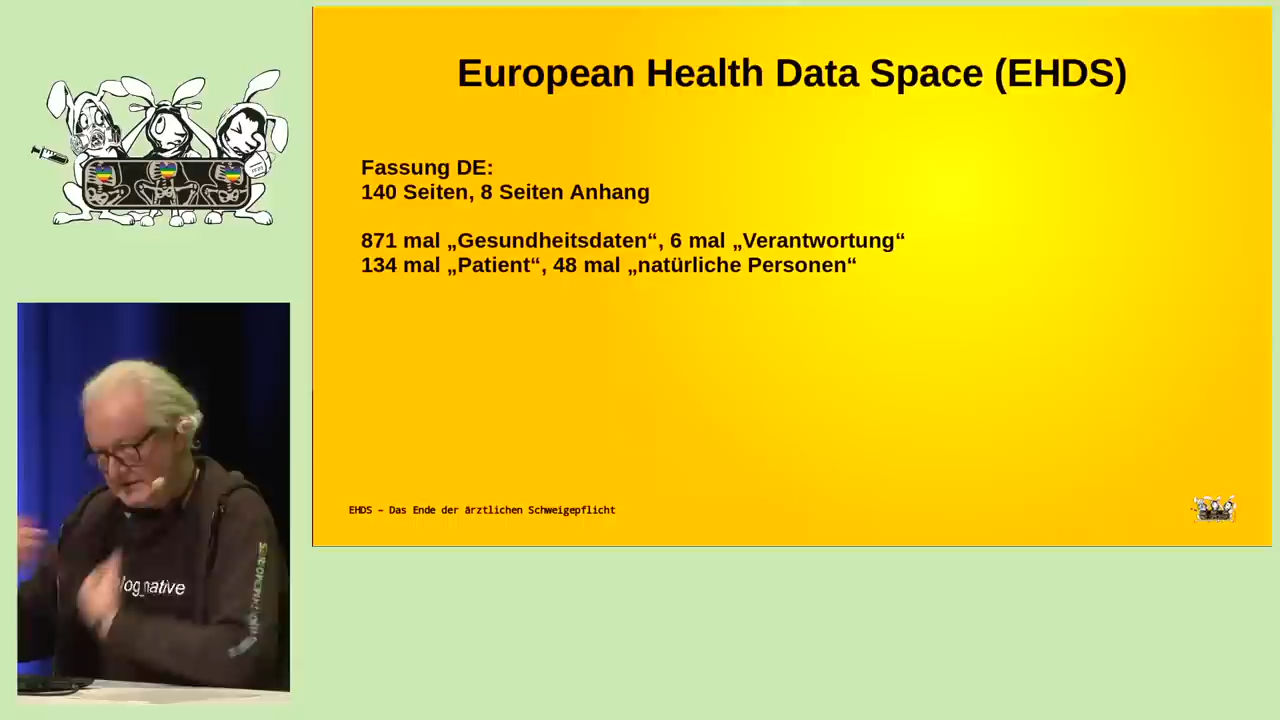 European Health Data Space (EHDS)
Fassung DE:
140 Seiten, 8 Seiten Anhang
871 mal „Gesundheitsdaten“, 6 mal „Verantwortung“
134 mal „Patient“, 48 mal „natürliche Personen“
EHDS – Das Ende der ärztlichen Schweigepflicht
log_native